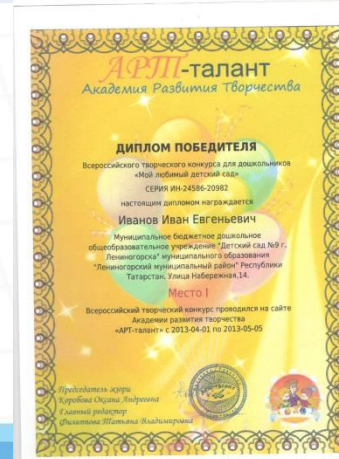 АРТ-талант
Академия Развития Творчества
ДИПЛОМ ПОБЕДИТЕЛЯ
Всероссийского творческого конкурса для дошкольников
«Мой любимый детский сад»
СЕРИЯ ИН-24586-20982
настоящим дипломом награждается
Иванов Иван Евгеньевич
Муниципальное бюджетное дошкольное
общеобразовательное учреждение "Детский сад №9 г.
Лениногорска" муниципального образования
"Лениногорский муниципальный район" Республики
Татарстан, Улица Набережная,14.
Место I
Всероссийский творческий конкурс проводился на сайте
Академии развития творчества
«АРТ-талант» с 2013-04-01 по 2013-05-05
Председатель жюри
Коробова Оксана Андреевна
Главный редактор
Филиппова Татьяна Владимировна